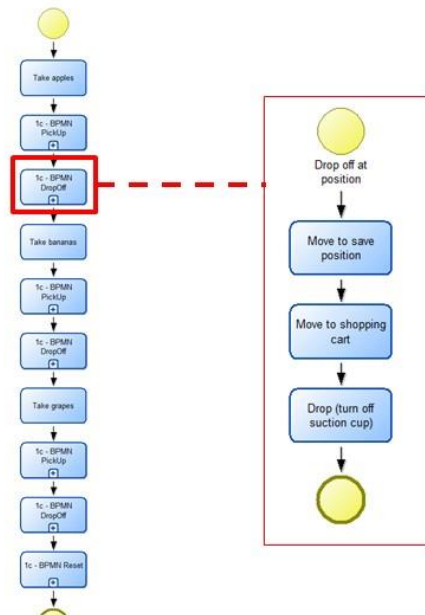 Take apples
1c - BPMN
PickUp
1c - BPMN
DropOff
Take bananas
1c - BPMN
PickUp
1c - BPMN
DropOff
Take grapes
1c - BPMN
PickUp
1c - BPMN
DropOff
1c - BPMN Reset
Drop off at
position
Move to save
position
Move to shopping
cart
Drop (turn off
suction cup)